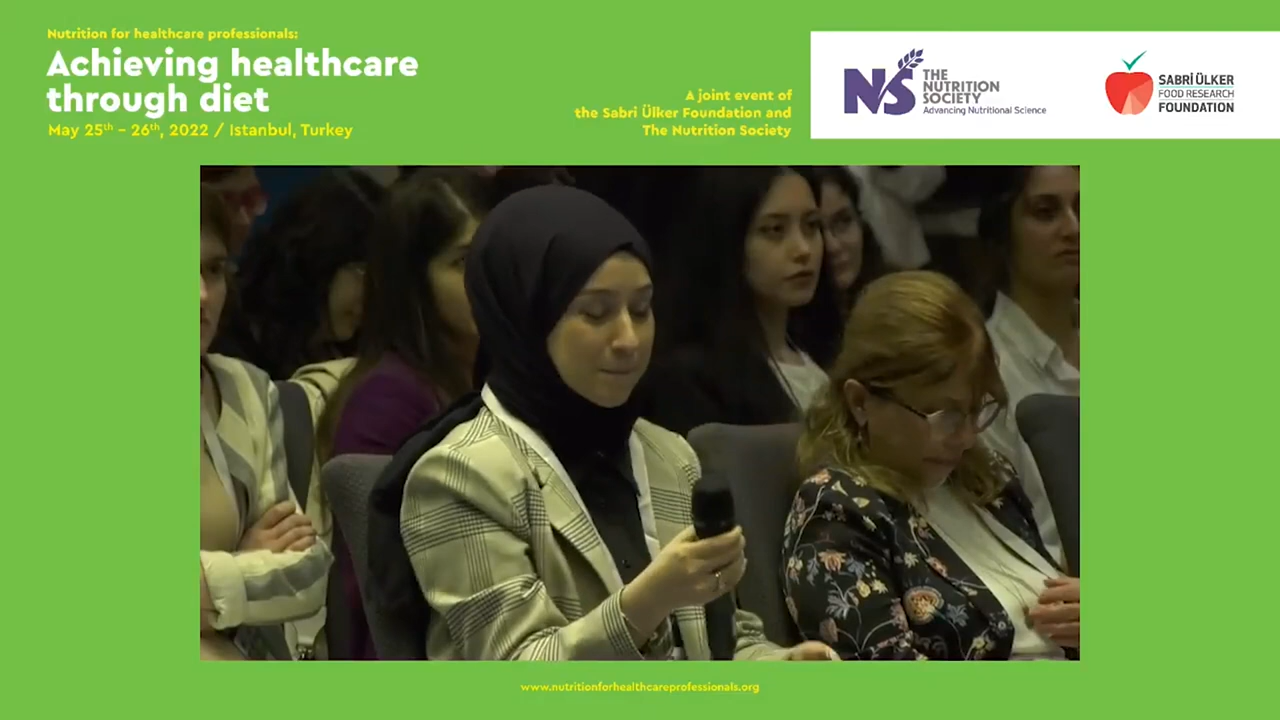 Nutrition for healthcare professionals:
Achieving healthcare
through diet
May 25th - 26th, 2022 / Istanbul, Turkey
A joint event of
the Sabri Ülker Foundation and
The Nutrition Society
NS
THE
NUTRITION
SOCIETY
Advancing Nutritional Science
SABRİ ÜLKER
FOOD RESEARCH
FOUNDATION
www.nutritionforhealthcareprofessionals.org